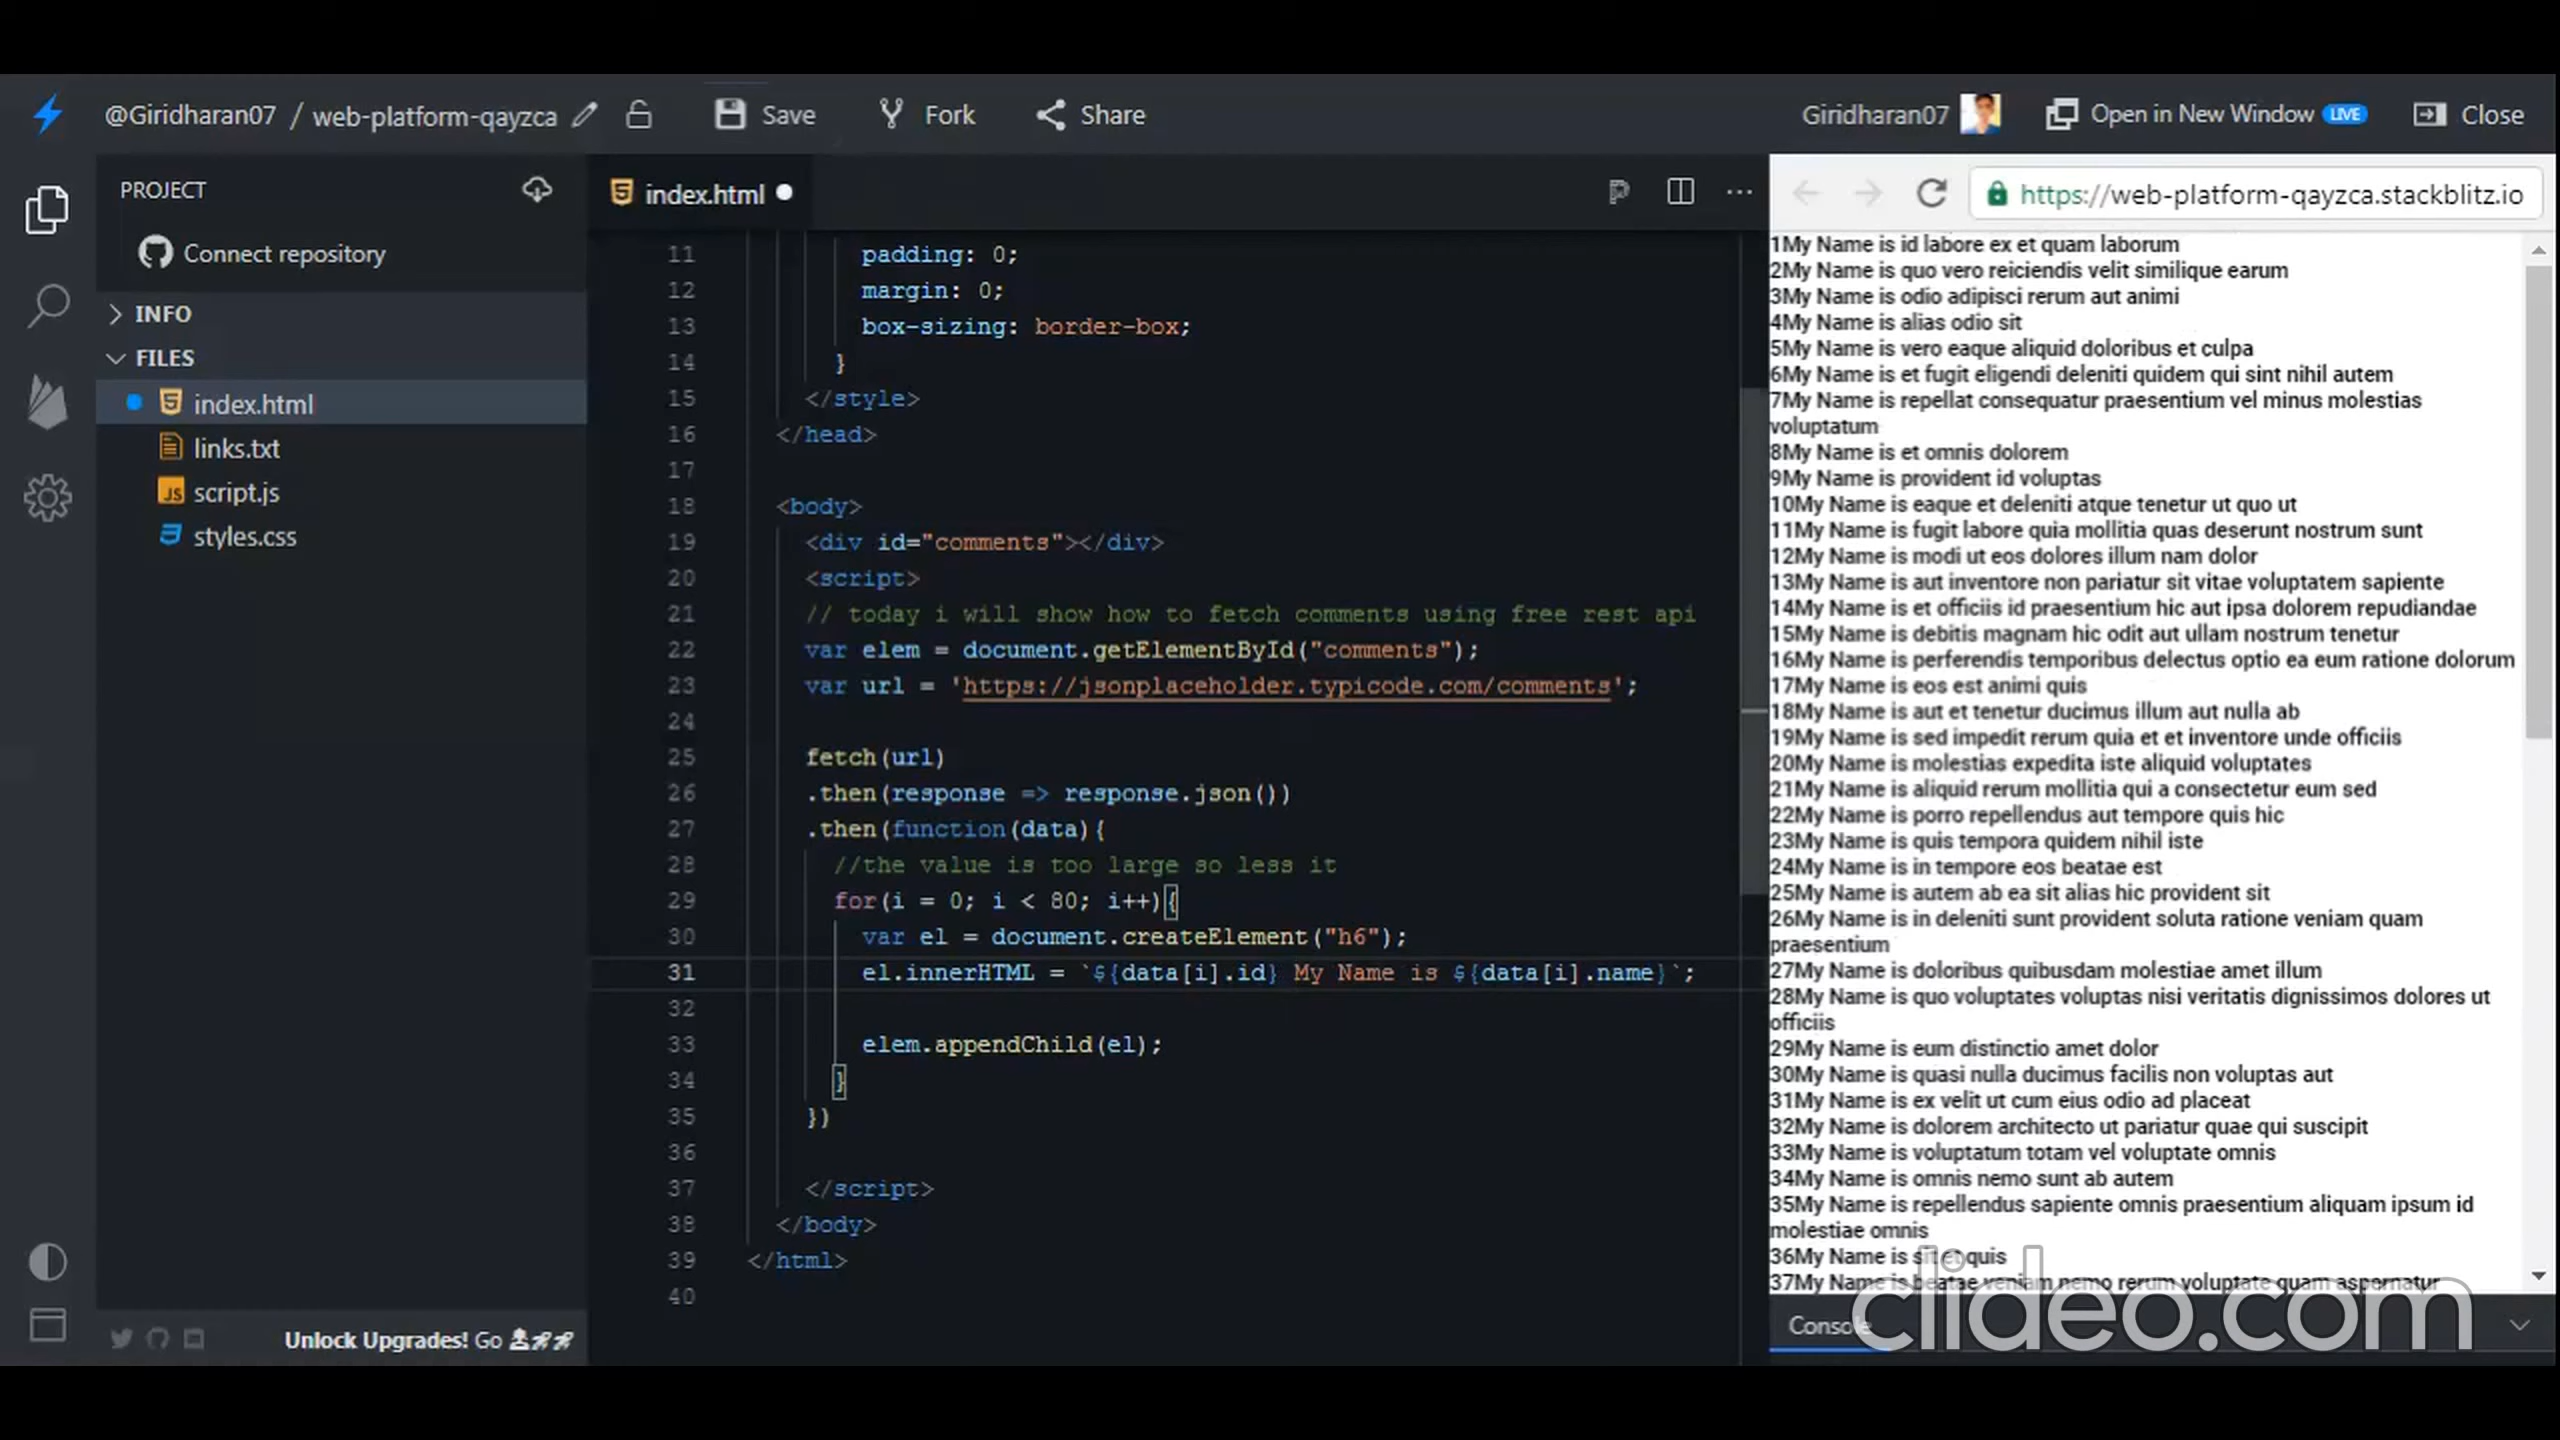 @Giridharan07 / web-platform-qayzca
Save
Fork
Share
Giridharan07
Open in New Window LIVE
Close
PROJECT
Connect repository
INFO
FILES
index.html
links.txt
script.js
styles.css
Unlock Upgrades! Go
index.html
11 padding: 0;
12 margin: 0;
13 box-sizing: border-box;
14 }
15 </style>
16 </head>
17
18 <body>
19 <div id="comments"></div>
20 <script>
21 // today i will show how to fetch comments using free rest api
22 var elem = document.getElementById("comments");
23 var url = 'https://jsonplaceholder.typicode.com/comments';
24
25 fetch(url)
26 .then(response => response.json())
27 .then(function(data){
28 //the value is too large so less it
29 for(i = 0; i < 80; i++){
30 var el = document.createElement("h6");
31 el.innerHTML = `${data[i].id} My Name is ${data[i].name}`;
32
33 elem.appendChild(el);
34 }
35 })
36
37 </script>
38 </body>
39 </html>
40
https://web-platform-qayzca.stackblitz.io
1My Name is id labore ex et quam laborum
2My Name is quo vero reiciendis velit similique earum
3My Name is odio adipisci rerum aut animi
4My Name is alias odio sit
5My Name is vero eaque aliquid doloribus et culpa
6My Name is et fugit eligendi deleniti quidem qui sint nihil autem
7My Name is repellat consequatur praesentium vel minus molestias
voluptatum
8My Name is et omnis dolorem
9My Name is provident id voluptas
10My Name is eaque et deleniti atque tenetur ut quo ut
11My Name is fugit labore quia mollitia quas deserunt nostrum sunt
12My Name is modi ut eos dolores illum nam dolor
13My Name is aut inventore non pariatur sit vitae voluptatem sapiente
14My Name is et officiis id praesentium hic aut ipsa dolorem repudiandae
15My Name is debitis magnam hic odit aut ullam nostrum tenetur
16My Name is perferendis temporibus delectus optio ea eum ratione dolorum
17My Name is eos est animi quis
18My Name is aut et tenetur ducimus illum aut nulla ab
19My Name is sed impedit rerum quia et et inventore unde officiis
20My Name is molestias expedita iste aliquid voluptates
21My Name is aliquid rerum mollitia qui a consectetur eum sed
22My Name is porro repellendus aut tempore quis hic
23My Name is quis tempora quidem nihil iste
24My Name is in tempore eos beatae est
25My Name is autem ab ea sit alias hic provident sit
26My Name is in deleniti sunt provident soluta ratione veniam quam
praesentium
27My Name is doloribus quibusdam molestiae amet illum
28My Name is quo voluptates voluptas nisi veritatis dignissimos dolores ut
officiis
29My Name is eum distinctio amet dolor
30My Name is quasi nulla ducimus facilis non voluptas aut
31My Name is ex velit ut cum eius odio ad placeat
32My Name is dolorem architecto ut pariatur quae qui suscipit
33My Name is voluptatum totam vel voluptate omnis
34My Name is omnis nemo sunt ab autem
35My Name is repellendus sapiente omnis praesentium aliquam ipsum id
molestiae omnis
36My Name is sit et quis
37My Name is beatae veniam nemo rerum voluptate quam aspernatur
Console
clideo.com